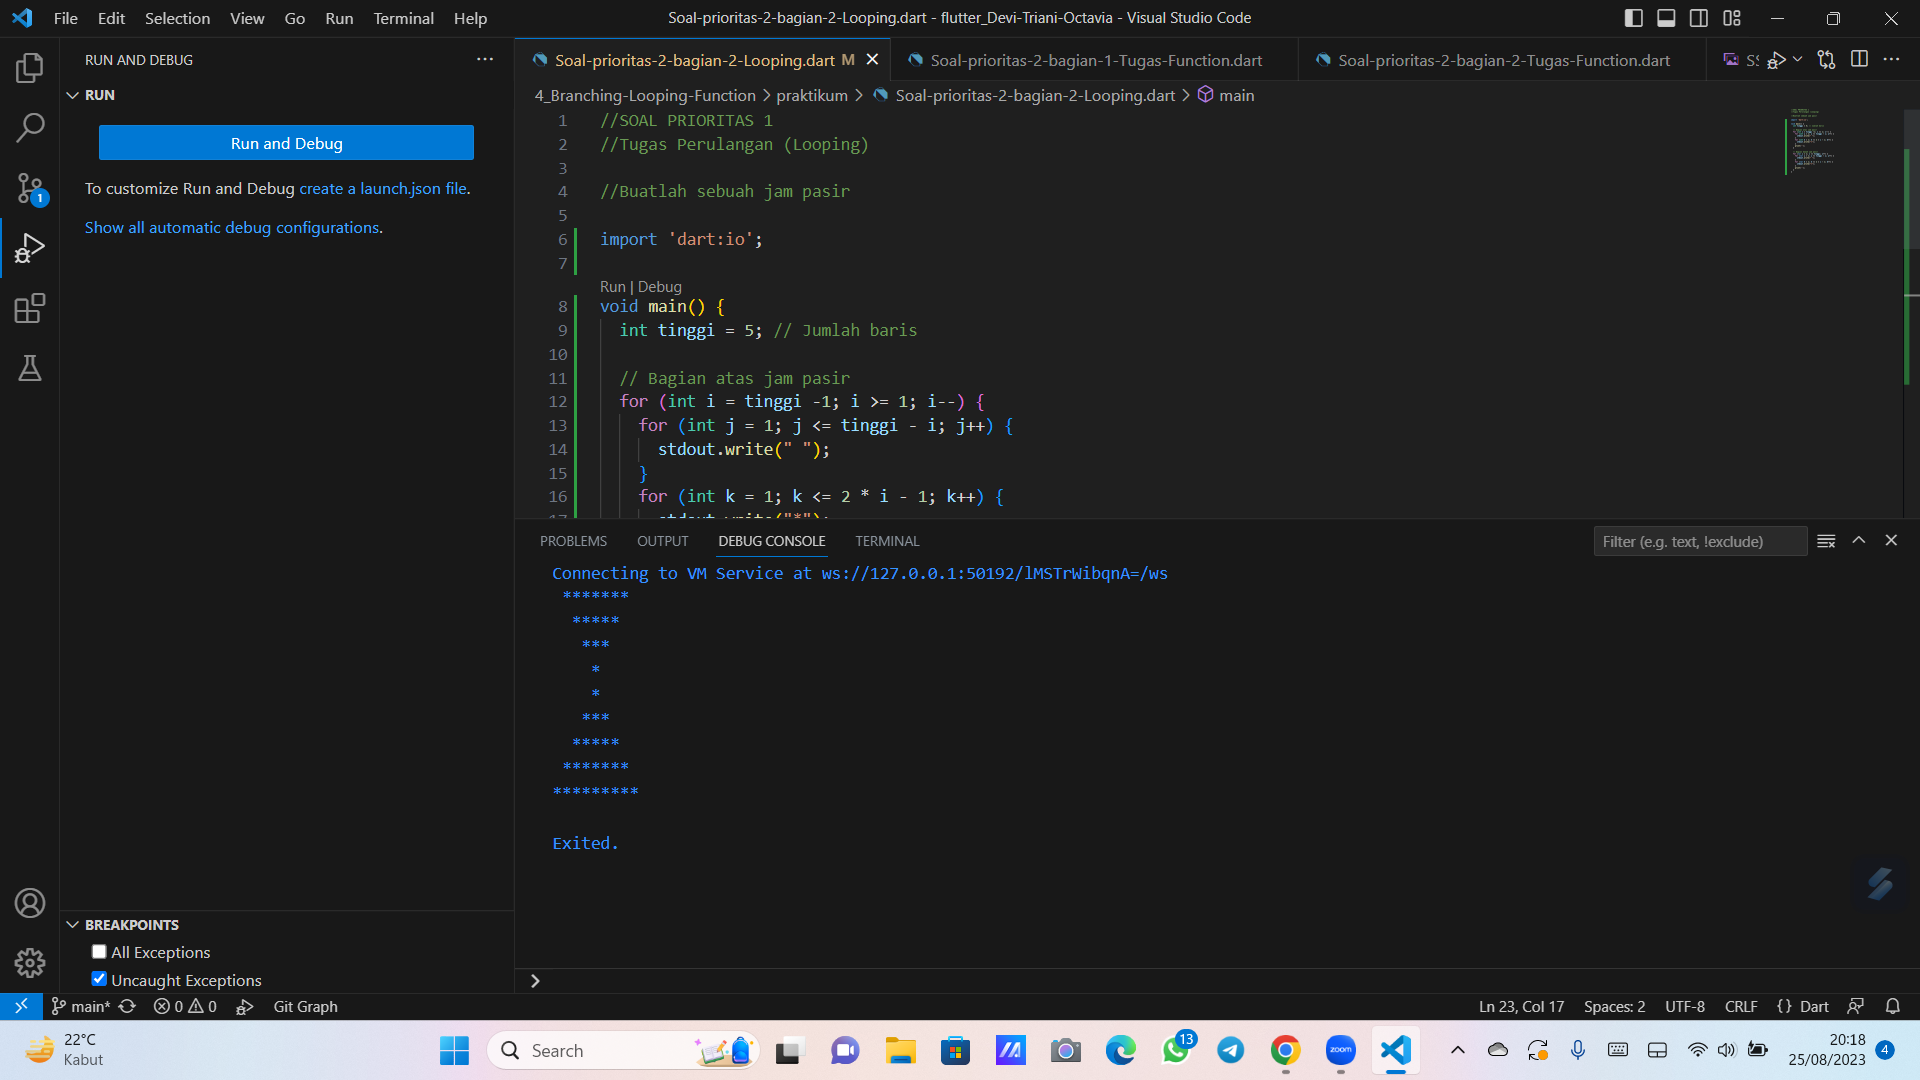 File Edit Selection View Go Run Terminal Help
Soal-prioritas-2-bagian-2-Looping.dart - flutter_Devi-Triani-Octavia - Visual Studio Code
RUN AND DEBUG
RUN
Run and Debug
To customize Run and Debug create a launch.json file.
Show all automatic debug configurations.
Soal-prioritas-2-bagian-2-Looping.dart M
Soal-prioritas-2-bagian-1-Tugas-Function.dart
Soal-prioritas-2-bagian-2-Tugas-Function.dart
4_Branching-Looping-Function > praktikum > Soal-prioritas-2-bagian-2-Looping.dart > main
1 //SOAL PRIORITAS 1
2 //Tugas Perulangan (Looping)
3
4 //Buatlah sebuah jam pasir
5
6 import 'dart:io';
7
Run | Debug
8 void main() {
9 int tinggi = 5; // Jumlah baris
10
11 // Bagian atas jam pasir
12 for (int i = tinggi -1; i >= 1; i--) {
13 for (int j = 1; j <= tinggi - i; j++) {
14 stdout.write(" ");
15 }
16 for (int k = 1; k <= 2 * i - 1; k++) {
17 stdout.write("*");
PROBLEMS OUTPUT DEBUG CONSOLE TERMINAL
Filter (e.g. text, !exclude)
Connecting to VM Service at ws://127.0.0.1:50192/lMSTrWibqnA=/ws
*******
*****
***
*
*
***
*****
*******
*********
Exited.
BREAKPOINTS
All Exceptions
Uncaught Exceptions
>
1
main* 0 0 Git Graph
Ln 23, Col 17 Spaces: 2 UTF-8 CRLF {} Dart
22°C
Kabut
Search
zoom
13
20:18
25/08/2023
4